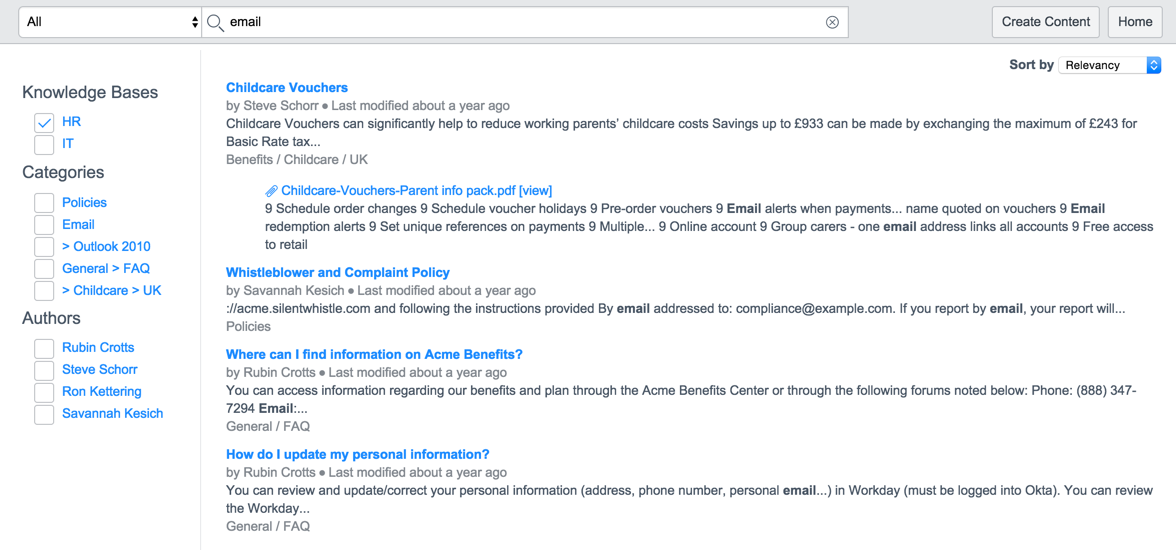 All
email
Create Content
Home
Sort by Relevancy
Knowledge Bases
HR
IT
Categories
Policies
Email
> Outlook 2010
General > FAQ
> Childcare > UK
Authors
Rubin Crotts
Steve Schorr
Ron Kettering
Savannah Kesich
Childcare Vouchers
by Steve Schorr • Last modified about a year ago
Childcare Vouchers can significantly help to reduce working parents' childcare costs Savings up to £933 can be made by exchanging the maximum of £243 for
Basic Rate tax...
Benefits / Childcare / UK
Childcare-Vouchers-Parent info pack.pdf [view]
9 Schedule order changes 9 Schedule voucher holidays 9 Pre-order vouchers 9 Email alerts when payments... name quoted on vouchers 9 Email
redemption alerts 9 Set unique references on payments 9 Multiple... 9 Online account 9 Group carers - one email address links all accounts 9 Free access
to retail
Whistleblower and Complaint Policy
by Savannah Kesich • Last modified about a year ago
://acme.silentwhistle.com and following the instructions provided By email addressed to: compliance@example.com. If you report by email, your report will...
Policies
Where can I find information on Acme Benefits?
by Rubin Crotts • Last modified about a year ago
You can access information regarding our benefits and plan through the Acme Benefits Center or through the following forums noted below: Phone: (888) 347-
7294 Email:...
General / FAQ
How do I update my personal information?
by Rubin Crotts • Last modified about a year ago
You can review and update/correct your personal information (address, phone number, personal email...) in Workday (must be logged into Okta). You can review
the Workday...
General / FAQ